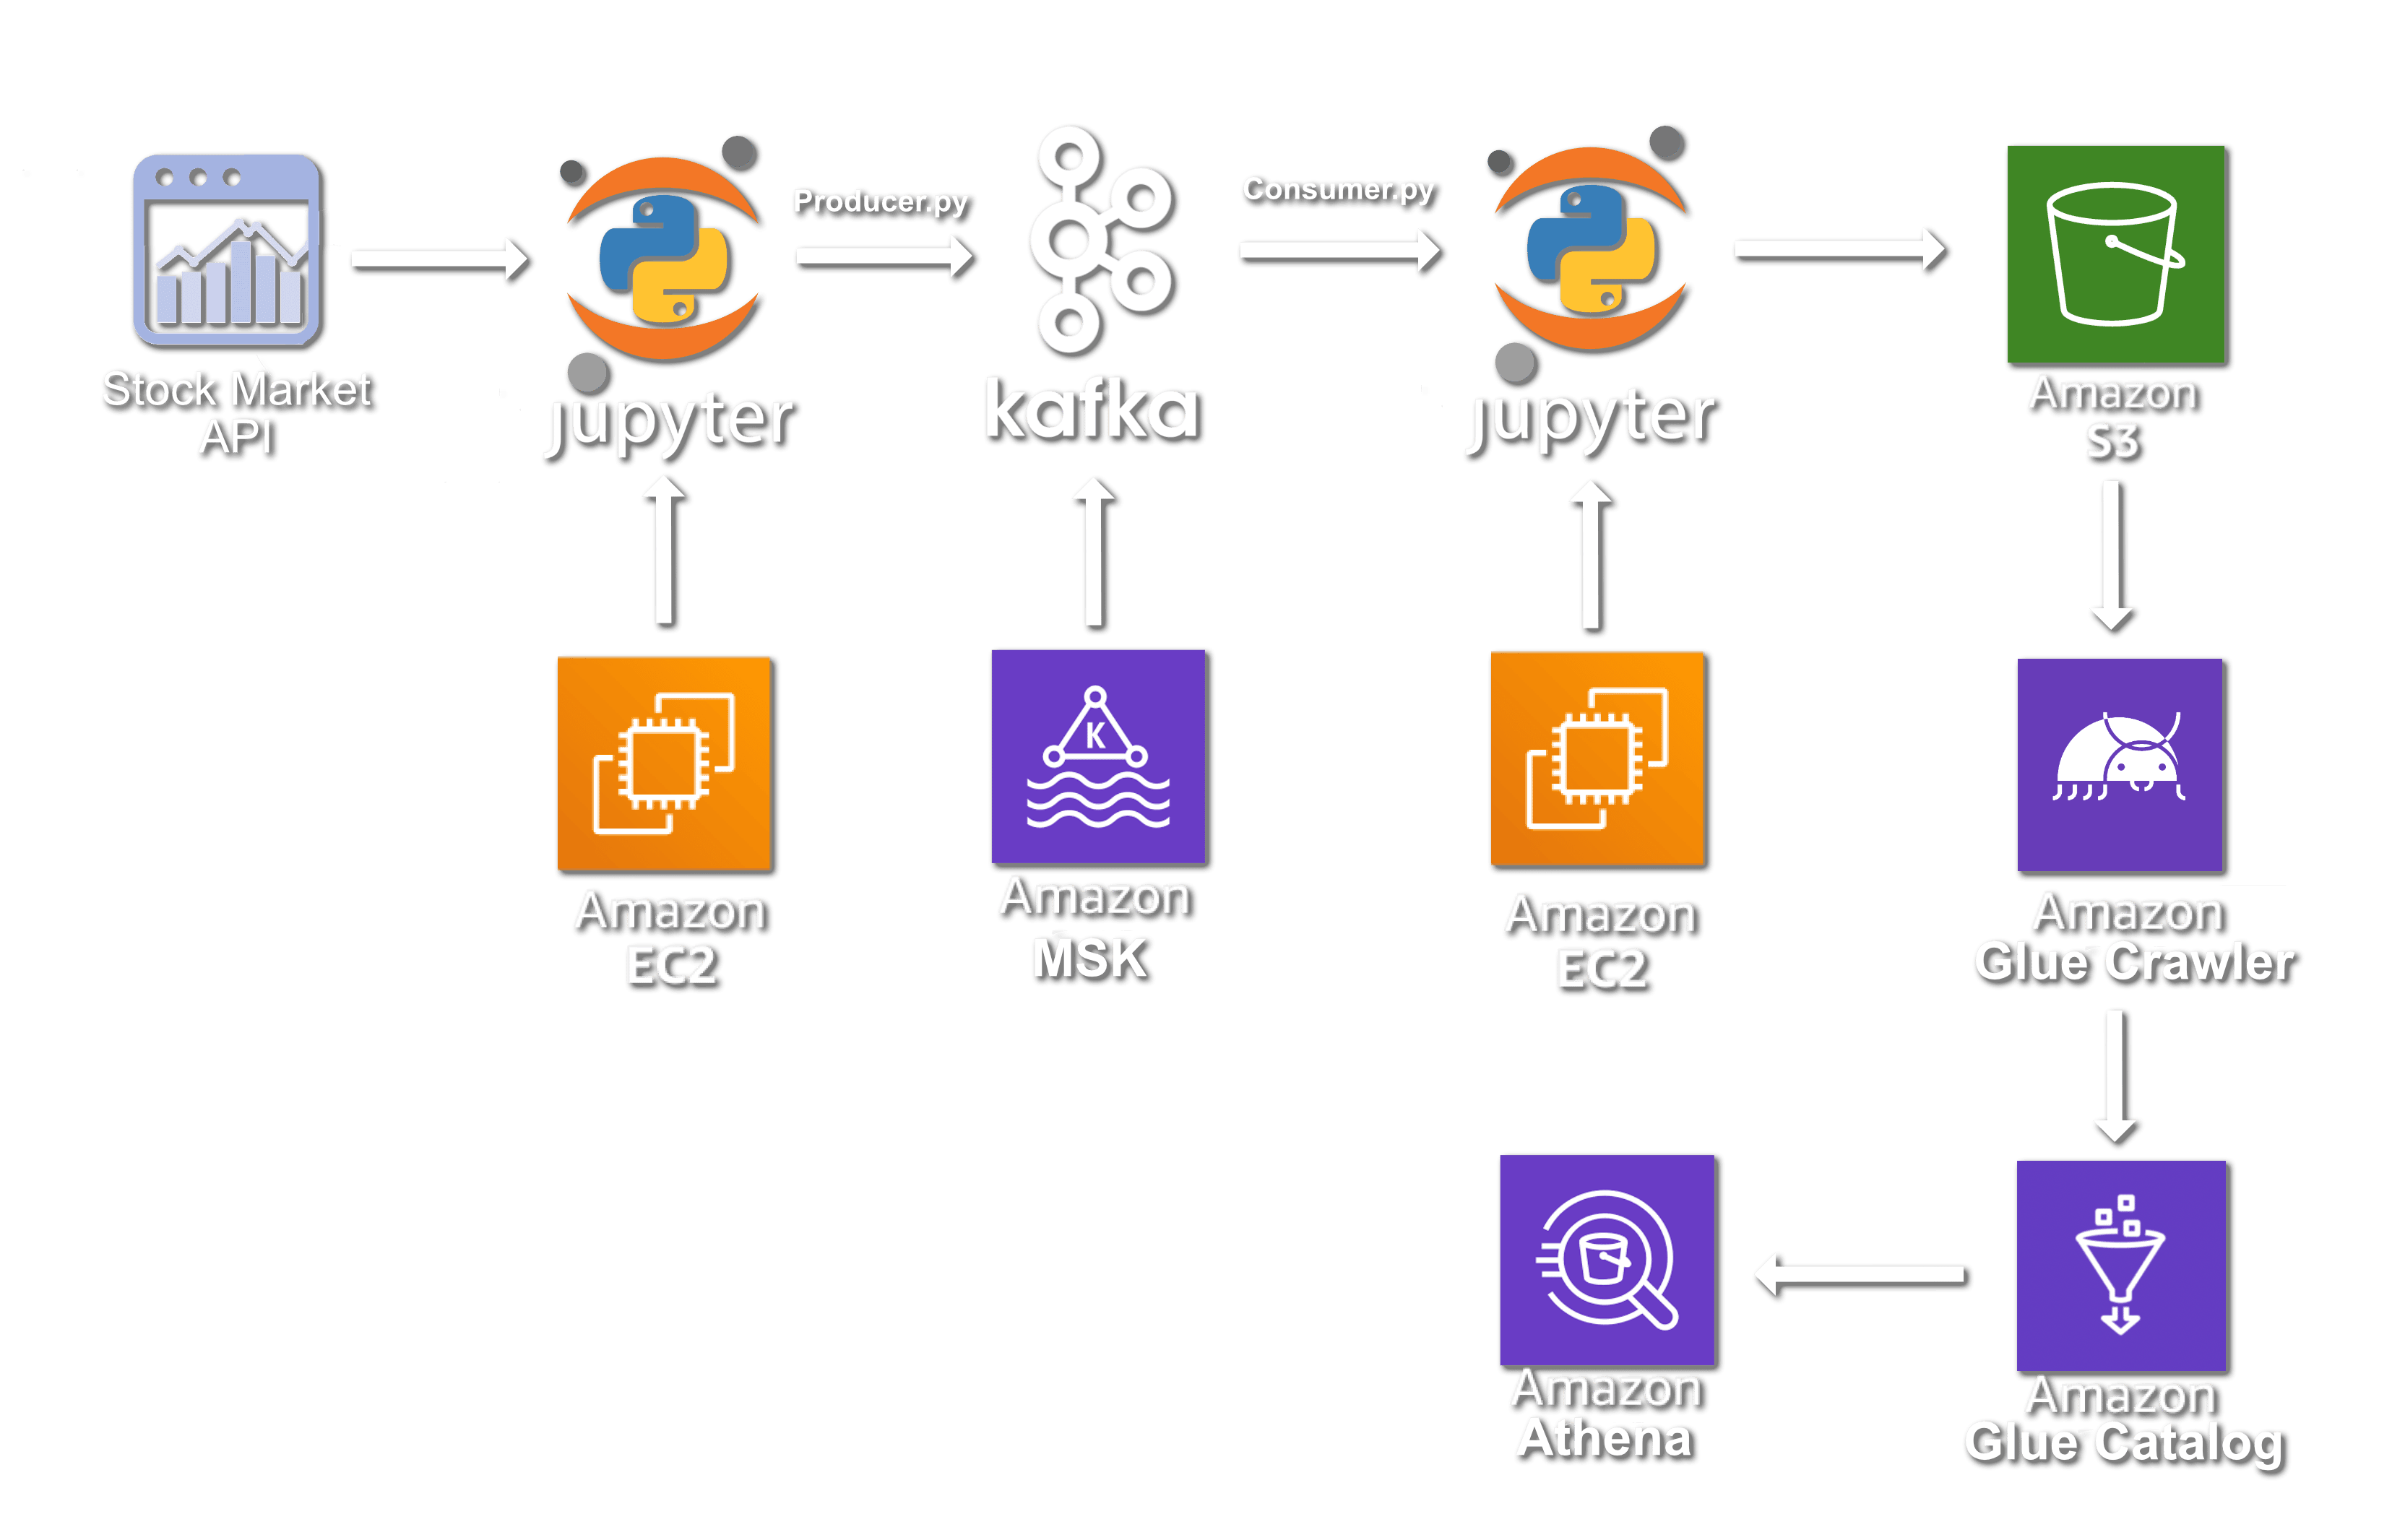 Producer.py
Consumer.py
Stock Market
API
jupyter
kafka
jupyter
Amazon
S3
K
Amazon
EC2
Amazon
MSK
Amazon
EC2
Amazon
Glue Crawler
Amazon
Athena
Amazon
Glue Catalog